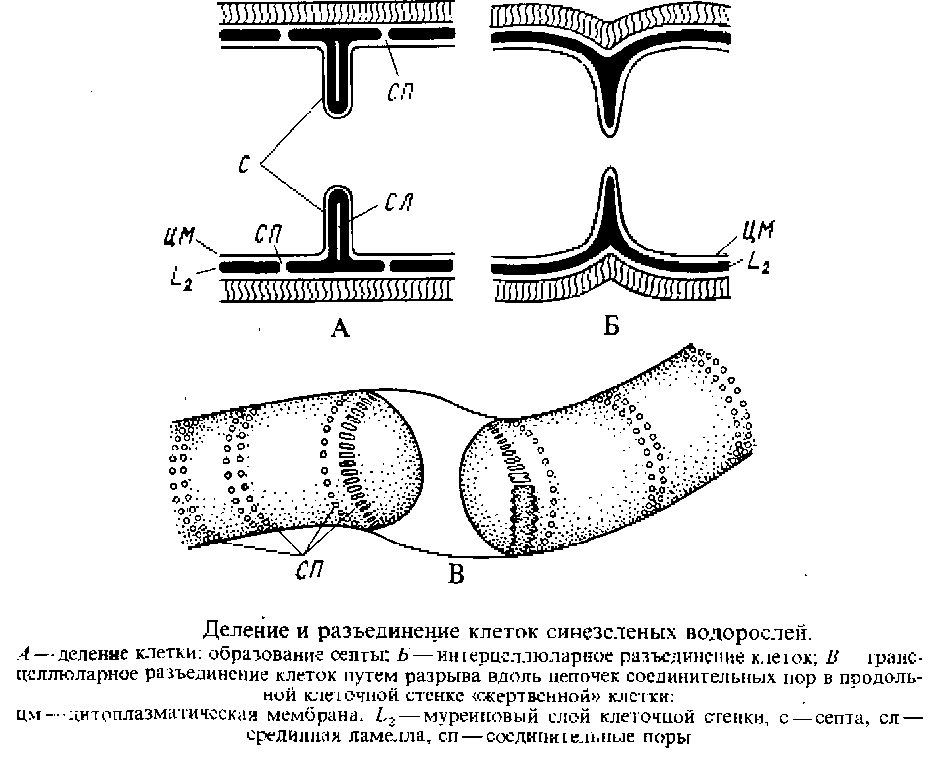 СП
С
СЛ
ЦМ
СП
L₂
ЦМ
L₂
А
Б
СП
В
Деление и разъединение клеток синезеленых водорослей.
А — деление клетки: образование септы; Б — интерцеллюларное разъединение клеток; В транс-
целлюларное разъединение клеток путем разрыва вдоль цепочек соединительных пор в продоль-
ной клеточной стенке «жертвенной» клетки:
цм — цитоплазматическая мембрана, L₂ — муреиновый слой клеточной стенки, с — септа, сл —
срединная ламелла, сп — соединительные поры